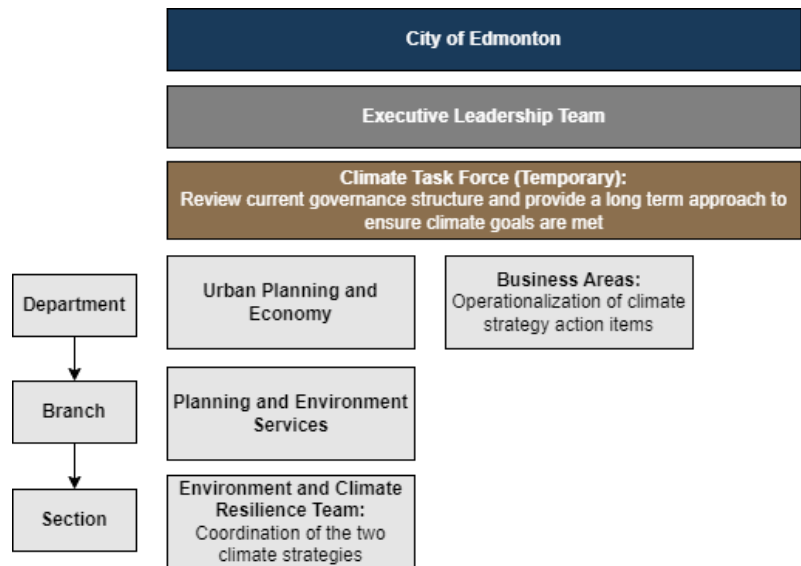 City of Edmonton
Executive Leadership Team
Climate Task Force (Temporary):
Review current governance structure and provide a long term approach to
ensure climate goals are met
Department
Urban Planning and
Economy
Business Areas:
Operationalization of climate
strategy action items
Branch
Planning and Environment
Services
Section
Environment and Climate
Resilience Team:
Coordination of the two
climate strategies